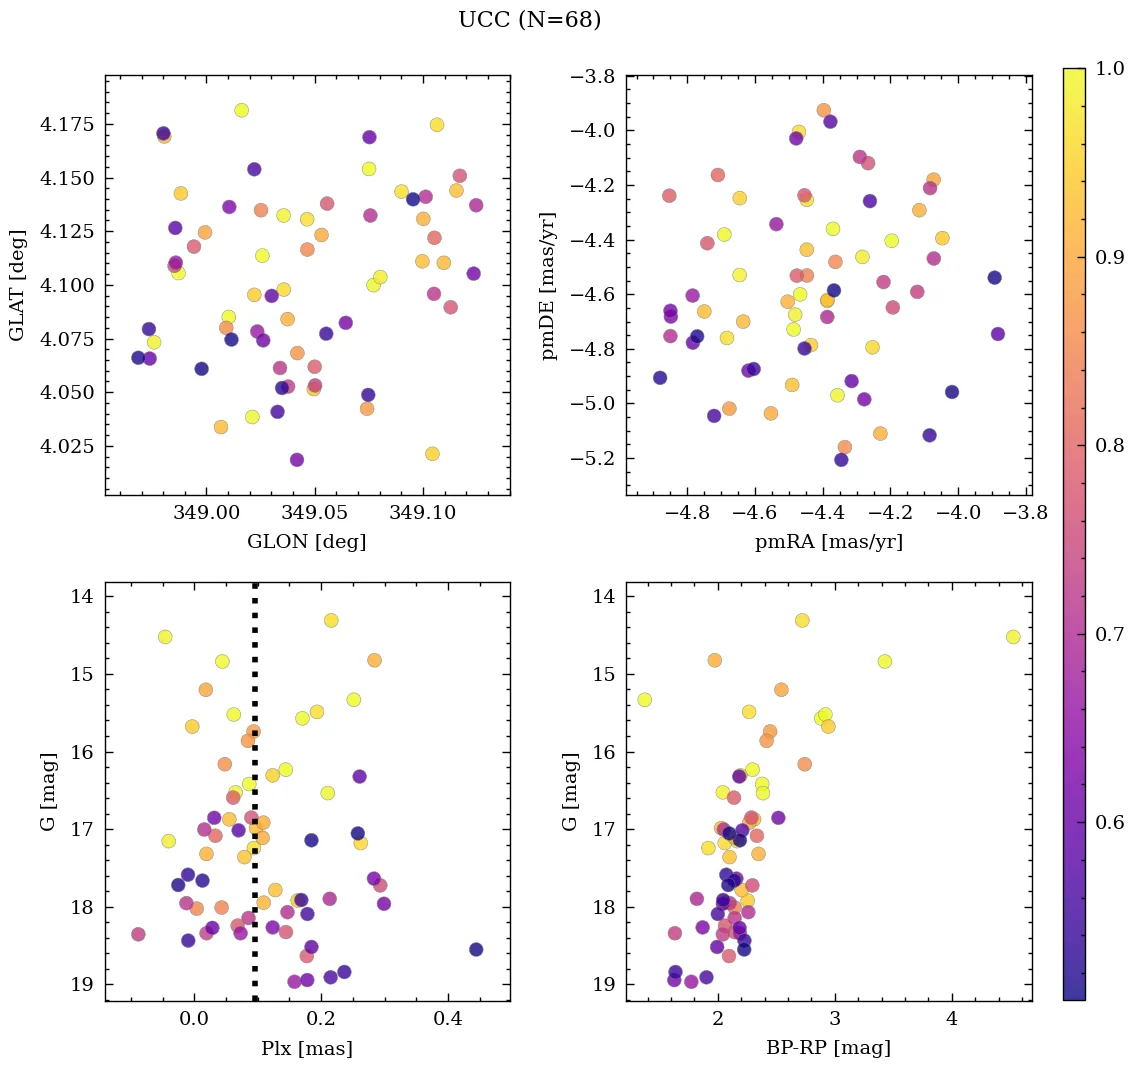 UCC (N=68)
4.175
4.150
4.125
4.100
4.075
4.050
4.025
GLAT [deg]
349.00 349.05 349.10
GLON [deg]
−3.8
−4.0
−4.2
−4.4
−4.6
−4.8
−5.0
−5.2
pmDE [mas/yr]
−4.8 −4.6 −4.4 −4.2 −4.0 −3.8
pmRA [mas/yr]
14
15
16
17
18
19
G [mag]
0.0 0.2 0.4
Plx [mas]
14
15
16
17
18
19
G [mag]
2 3 4
BP-RP [mag]
1.0
0.9
0.8
0.7
0.6